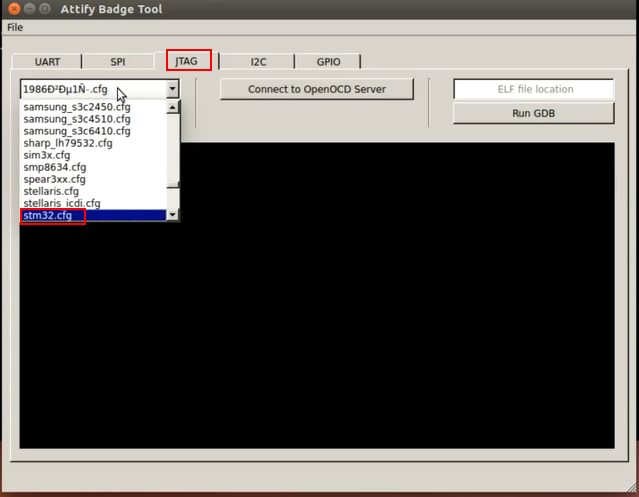 Attify Badge Tool
File
UART SPI JTAG I2C GPIO
1986Ð²Ðµ1Ñ.cfg Connect to OpenOCD Server ELF file location
Run GDB
samsung_s3c2450.cfg
samsung_s3c4510.cfg
samsung_s3c6410.cfg
sharp_lh79532.cfg
sim3x.cfg
smp8634.cfg
spear3xx.cfg
stellaris.cfg
stellaris_icdi.cfg
stm32.cfg